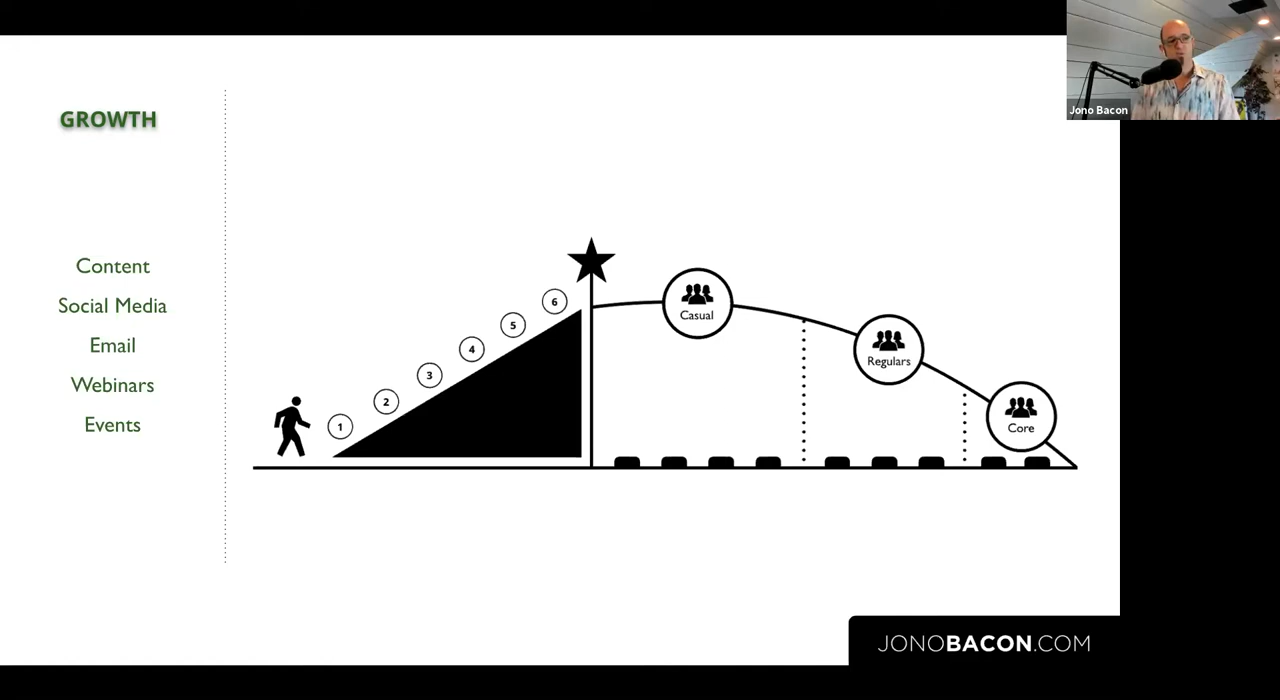 Jono Bacon
GROWTH
Content
Social Media
Email
Webinars
Events
1
2
3
4
5
6
Casual
Regulars
Core
JONOBACON.COM